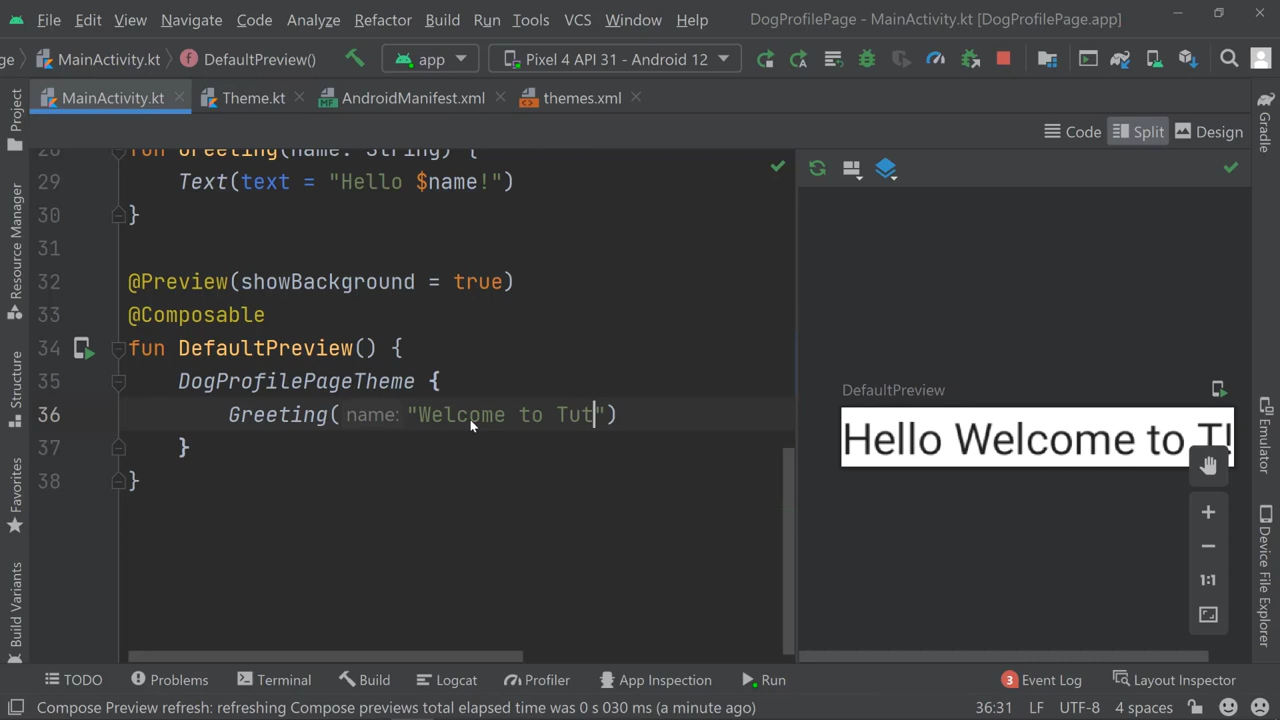 File Edit View Navigate Code Analyze Refactor Build Run Tools VCS Window Help DogProfilePage - MainActivity.kt [DogProfilePage.app]
ge MainActivity.kt DefaultPreview() app Pixel 4 API 31 - Android 12
MainActivity.kt Theme.kt AndroidManifest.xml themes.xml
Code Split Design
Project
Resource Manager
Structure
Favorites
Build Variants
28 fun Greeting(name: String) {
29 Text(text = "Hello $name!")
30 }
31
32 @Preview(showBackground = true)
33 @Composable
34 fun DefaultPreview() {
35 DogProfilePageTheme {
36 Greeting( name: "Welcome to Tut")
37 }
38 }
DefaultPreview
Hello Welcome to T!
1:1
Gradle
Emulator
Device File Explorer
TODO Problems Terminal Build Logcat Profiler App Inspection Run 3 Event Log Layout Inspector
Compose Preview refresh: refreshing Compose previews total elapsed time was 0 s 030 ms (a minute ago) 36:31 LF UTF-8 4 spaces